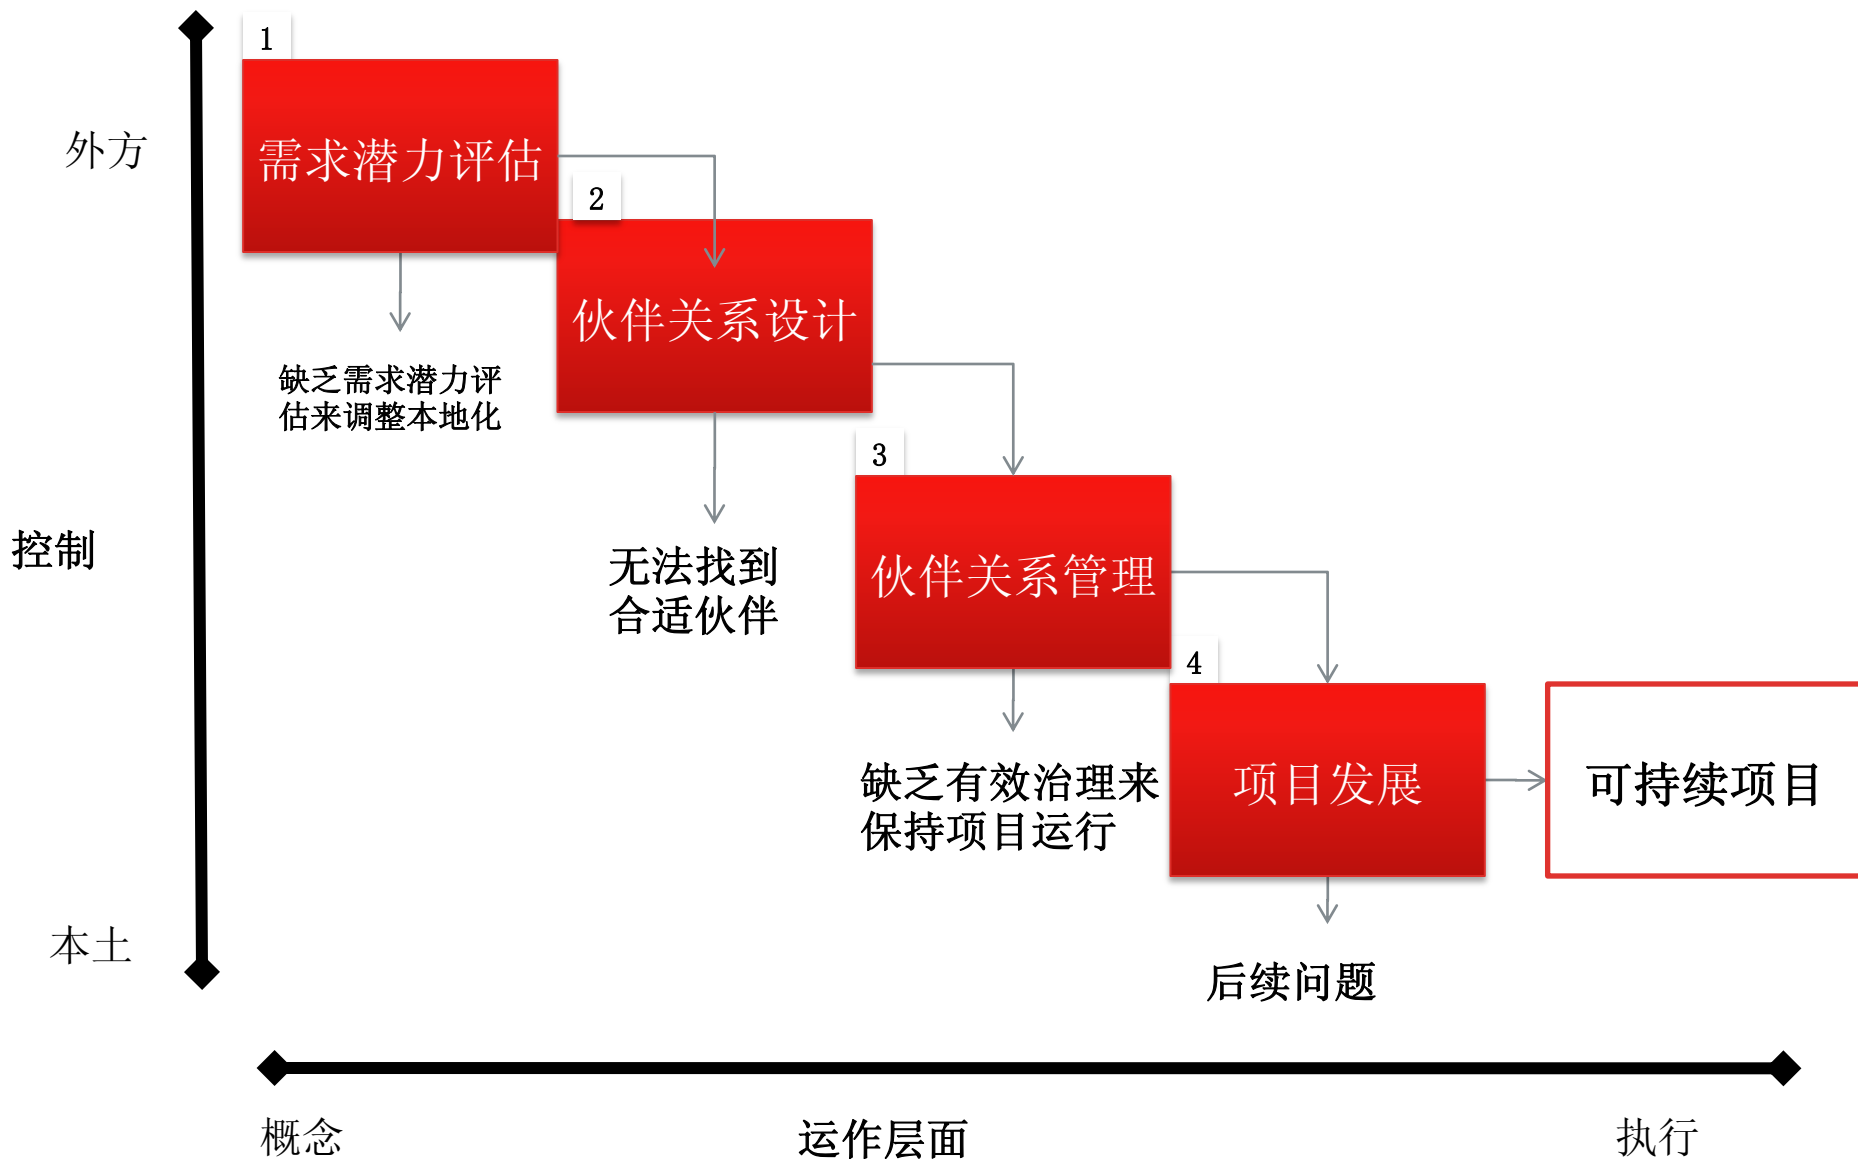 1
外方
需求潜力评估
2
伙伴关系设计
缺乏需求潜力评
估来调整本地化
3
控制
无法找到
合适伙伴
伙伴关系管理
4
缺乏有效治理来
保持项目运行
项目发展
可持续项目
本土
后续问题
概念
运作层面
执行